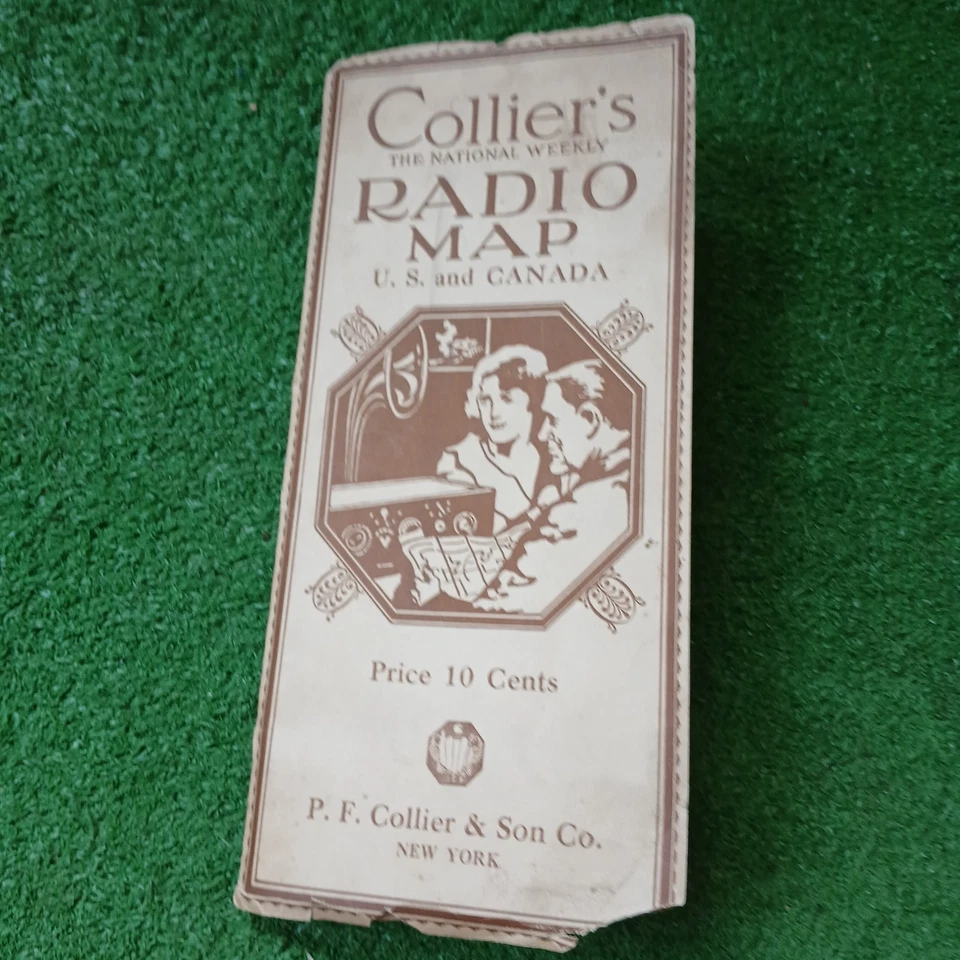 Collier's
THE NATIONAL WEEKLY
RADIO
MAP
U. S. and CANADA
Price 10 Cents
P. F. Collier & Son Co.
NEW YORK